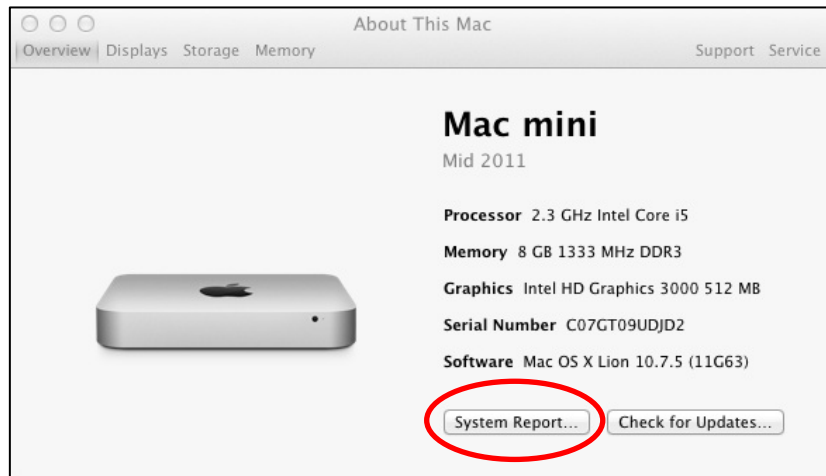 About This Mac
Overview Displays Storage Memory Support Service
Mac mini
Mid 2011
Processor 2.3 GHz Intel Core i5
Memory 8 GB 1333 MHz DDR3
Graphics Intel HD Graphics 3000 512 MB
Serial Number C07GT09UDJD2
Software Mac OS X Lion 10.7.5 (11G63)
System Report... Check for Updates...